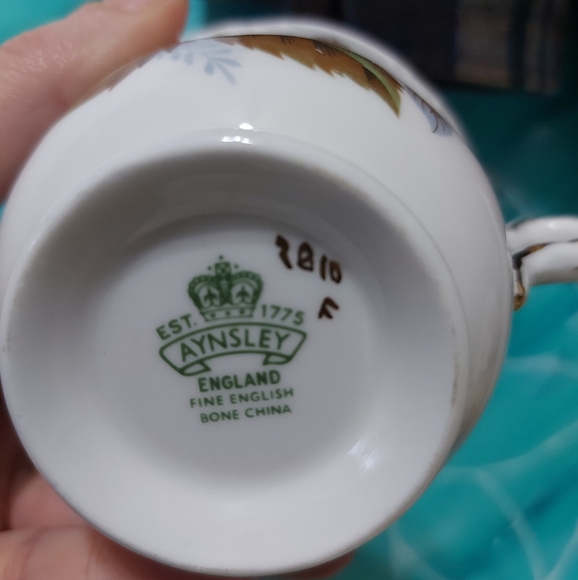 2810
F
EST. 1775
AYNSLEY
ENGLAND
FINE ENGLISH
BONE CHINA